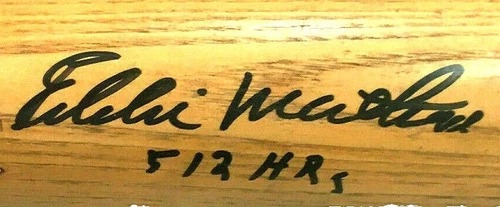 Eddie Mathews
512 HRs